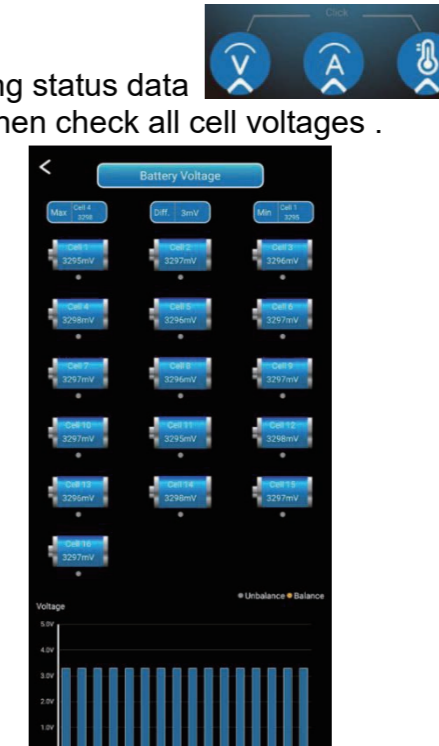 Click
V A
ng status data
hen check all cell voltages .
Battery Voltage
Max Cell 4 3298 Diff. 3mV Min Cell 1 3295
Cell 1 Cell 2 Cell 3
3295mV 3297mV 3296mV
Cell 4 Cell 5 Cell 6
3298mV 3296mV 3297mV
Cell 7 Cell 8 Cell 9
3297mV 3296mV 3297mV
Cell 10 Cell 11 Cell 12
3297mV 3295mV 3298mV
Cell 13 Cell 14 Cell 15
3296mV 3298mV 3297mV
Cell 16
3297mV
Unbalance Balance
Voltage
5.0V
4.0V
3.0V
2.0V
1.0V